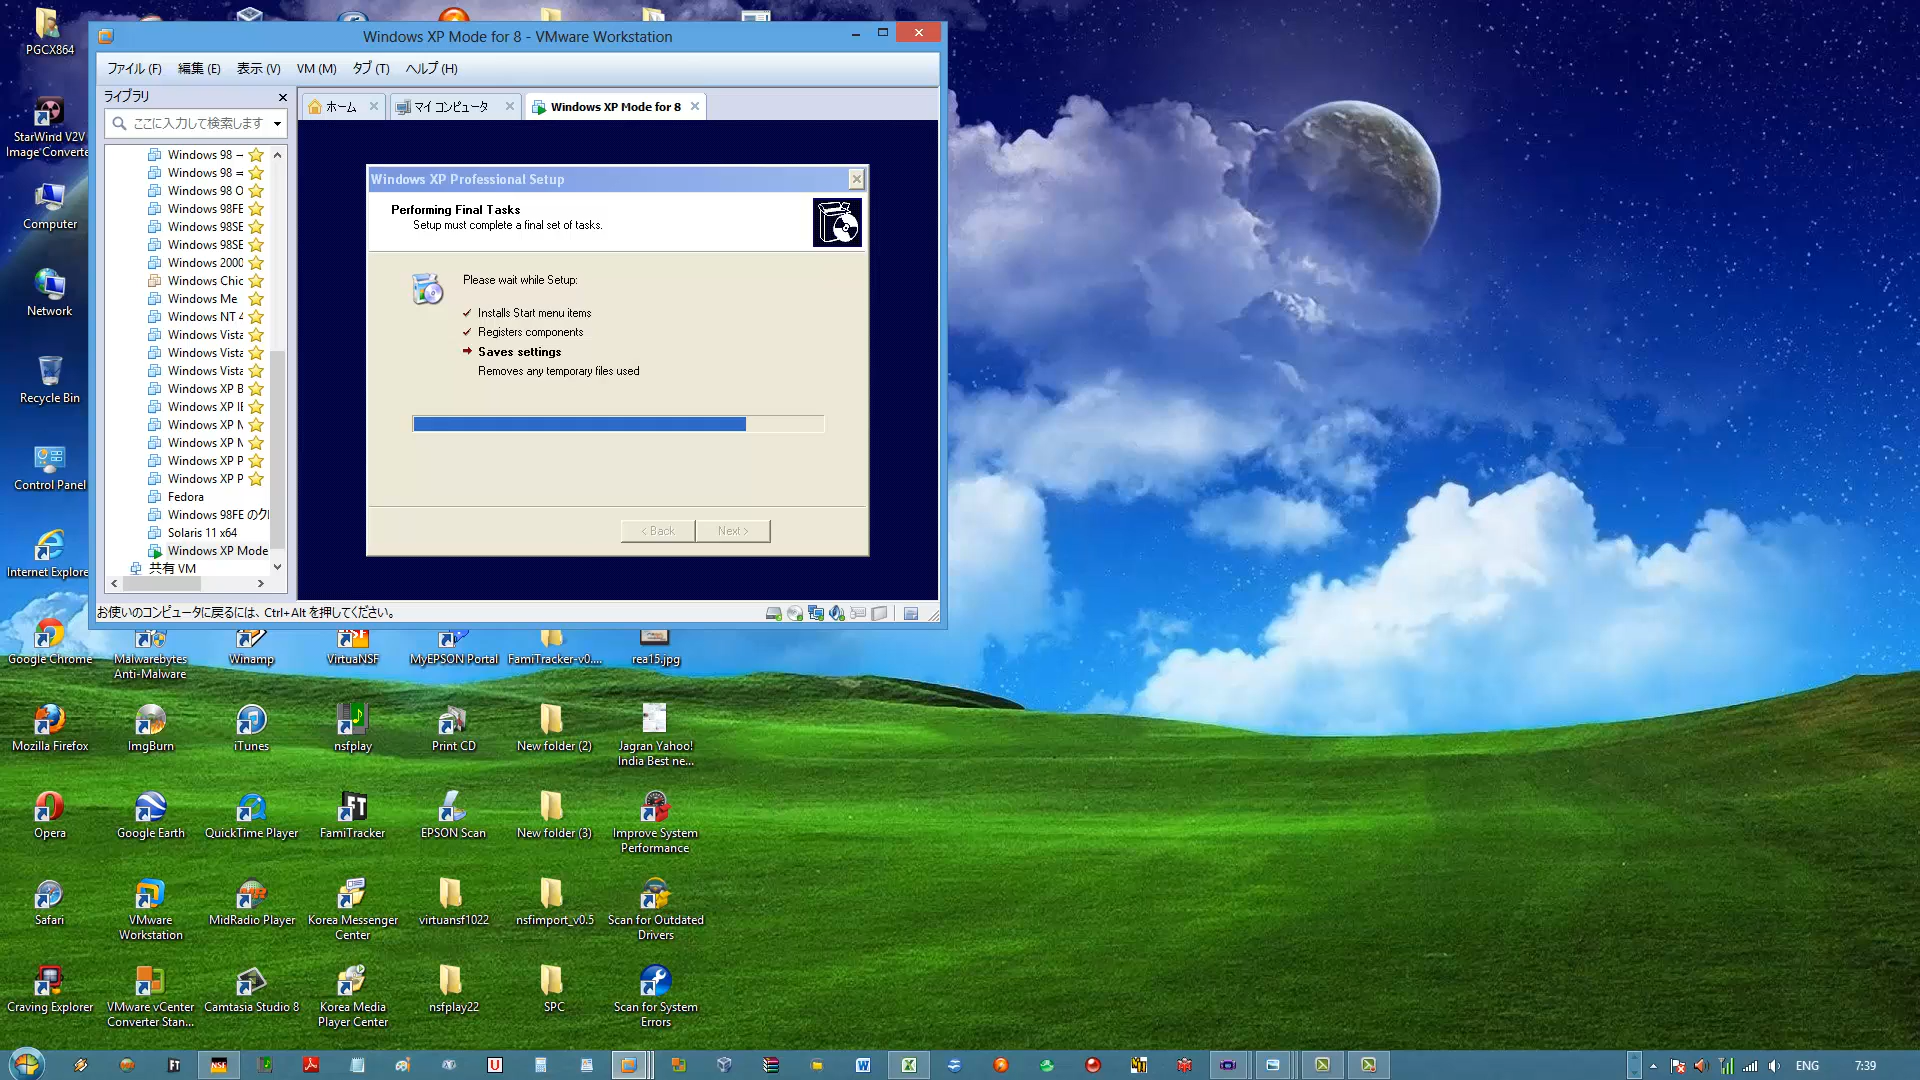 PGCX864
StarWind V2V
Image Converte
Computer
Network
Recycle Bin
Control Panel
Internet Explore
Windows XP Mode for 8 - VMware Workstation
ファイル (F)
編集 (E)
表示 (V)
VM (M)
タブ (T)
ヘルプ (H)
ライブラリ
ここに入力して検索します
Windows 98 –
Windows 98 =
Windows 98 O
Windows 98FE
Windows 98SE
Windows 98SE
Windows 2000
Windows Chic
Windows Me
Windows NT 4
Windows Vista
Windows Vista
Windows Vista
Windows XP B
Windows XP IE
Windows XP M
Windows XP M
Windows XP P
Windows XP P
Fedora
Windows 98FE のク
Solaris 11 x64
Windows XP Mode
共有 VM
ホーム
マイ コンピュータ
Windows XP Mode for 8
Windows XP Professional Setup
Performing Final Tasks
Setup must complete a final set of tasks.
Please wait while Setup:
Installs Start menu items
Registers components
Saves settings
Removes any temporary files used
< Back
Next >
お使いのコンピュータに戻るには、Ctrl+Alt を押してください。
Google Chrome
Malwarebytes
Anti-Malware
Winamp
VirtuaNSF
MyEPSON Portal
FamiTracker-v0....
rea15.jpg
Mozilla Firefox
ImgBurn
iTunes
nsfplay
Print CD
New folder (2)
Jagran Yahoo!
India Best ne...
Opera
Google Earth
QuickTime Player
FamiTracker
EPSON Scan
New folder (3)
Improve System
Performance
Safari
VMware
Workstation
MidRadio Player
Korea Messenger
Center
virtuansf1022
nsfimport_v0.5
Scan for Outdated
Drivers
Craving Explorer
VMware vCenter
Converter Stan...
Camtasia Studio 8
Korea Media
Player Center
nsfplay22
SPC
Scan for System
Errors
ENG
7:39